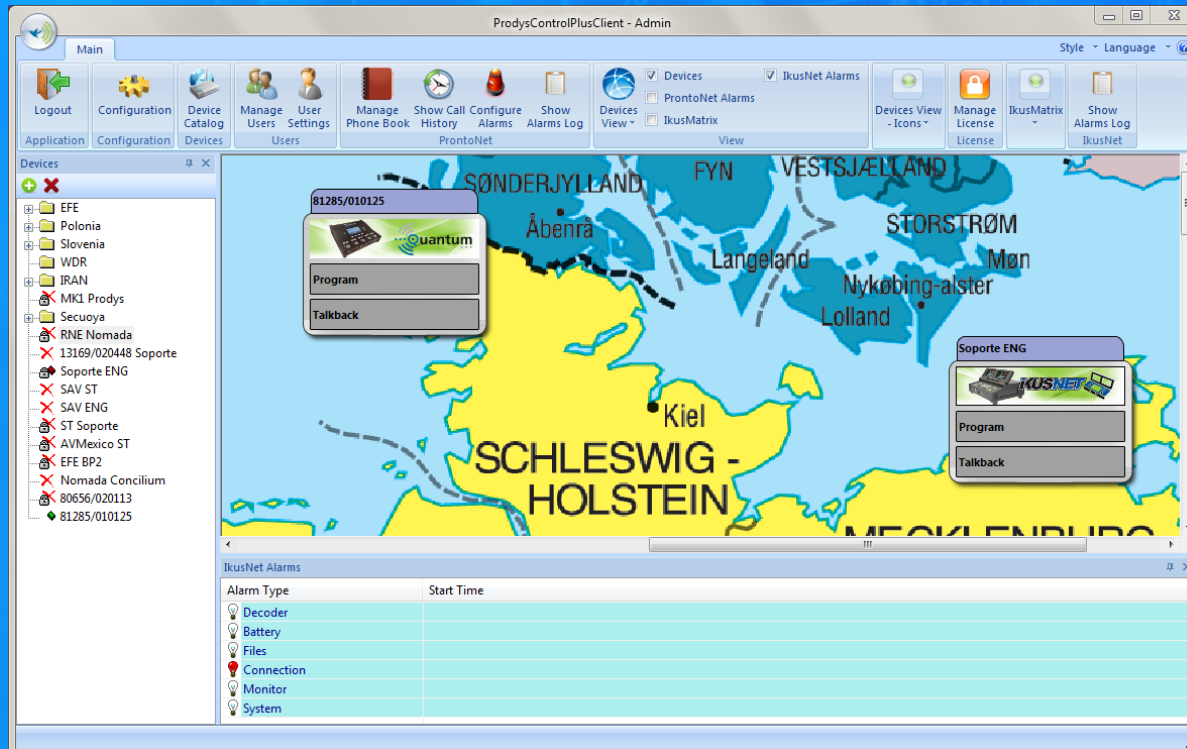 ProdysControlPlusClient - Admin
Main
Style Language
Logout
Configuration
Device Catalog
Manage Users
User Settings
Manage Phone Book
Show Call History
Configure Alarms
Show Alarms Log
Devices View
Devices
IkusNet Alarms
ProntoNet Alarms
IkusMatrix
Devices View - Icons
Manage License
IkusMatrix
Show Alarms Log
Application
Configuration
Devices
Users
ProntoNet
View
License
IkusNet
Devices
EFE
Polonia
Slovenia
WDR
IRAN
MK1 Prodys
Secuoya
RNE Nomada
13169/020448 Soporte
Soporte ENG
SAV ST
SAV ENG
ST Soporte
AVMexico ST
EFE BP2
Nomada Concilium
80656/020113
81285/010125
SØNDERJYLLAND
FYN
VESTSJÆLLAND
81285/010125
Quantum
Program
Talkback
Åbenrå
STORSTRØM
Langeland
Møn
Nykøbing-alster
Lolland
Soporte ENG
IKUSNET
Program
Talkback
Kiel
SCHLESWIG -
HOLSTEIN
MECKLENBURG
IkusNet Alarms
Alarm Type Start Time
Decoder
Battery
Files
Connection
Monitor
System